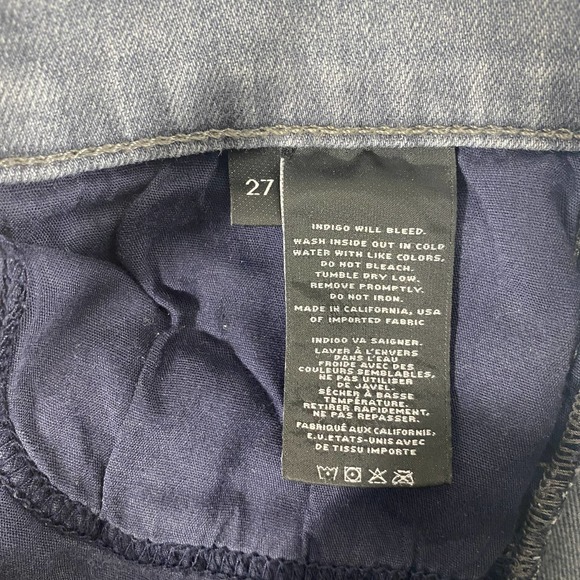 27
INDIGO WILL BLEED.
WASH INSIDE OUT IN COLD
WATER WITH LIKE COLORS.
DO NOT BLEACH.
TUMBLE DRY LOW.
REMOVE PROMPTLY.
DO NOT IRON.
MADE IN CALIFORNIA, USA
OF IMPORTED FABRIC
INDIGO VA SAIGNER.
LAVER À L'ENVERS
DANS L'EAU
FROIDE AVEC DES
COULEURS SEMBLABLES.
NE PAS UTILISER
DE JAVEL.
SÉCHER À BASSE
TEMPÉRATURE.
RETIRER RAPIDEMENT.
NE PAS REPASSER.
FABRIQUÉ AUX CALIFORNIE,
E.U.ETATS-UNIS AVEC
DE TISSU IMPORTE